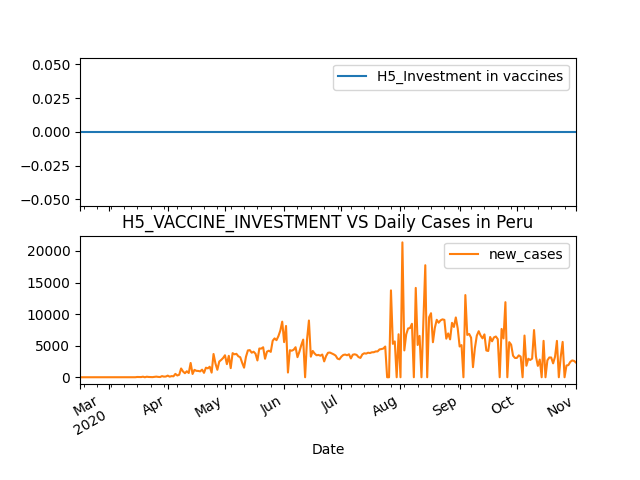 0.050
0.025
0.000
−0.025
−0.050
H5_Investment in vaccines
H5_VACCINE_INVESTMENT VS Daily Cases in Peru
20000
15000
10000
5000
0
new_cases
Mar
2020
Apr
May
Jun
Jul
Aug
Sep
Oct
Nov
Date